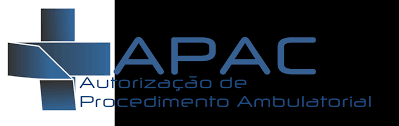 APAC
Autorização de
Procedimento Ambulatorial